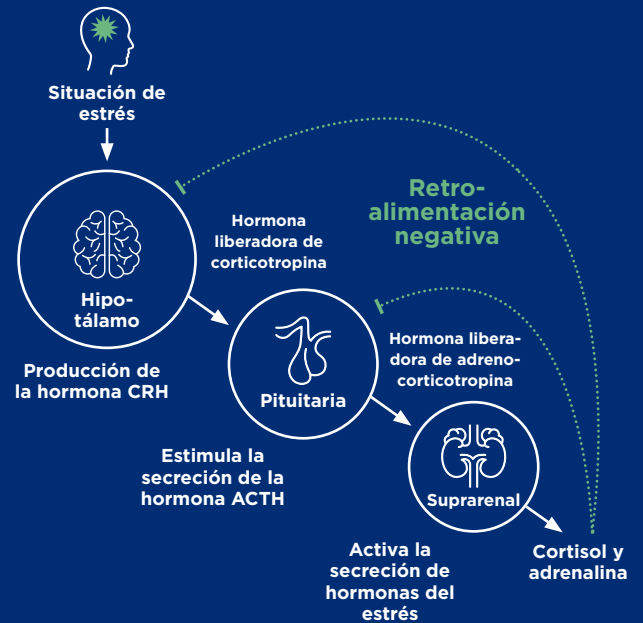 Situación de
estrés
Retro-
alimentación
negativa
Hormona
liberadora de
corticotropina
Hipo-
tálamo
Producción de
la hormona CRH
Hormona libera-
dora de adreno-
corticotropina
Pituitaria
Estimula la
secreción de la
hormona ACTH
Suprarenal
Activa la
secreción de
hormonas del
estrés
Cortisol y
adrenalina